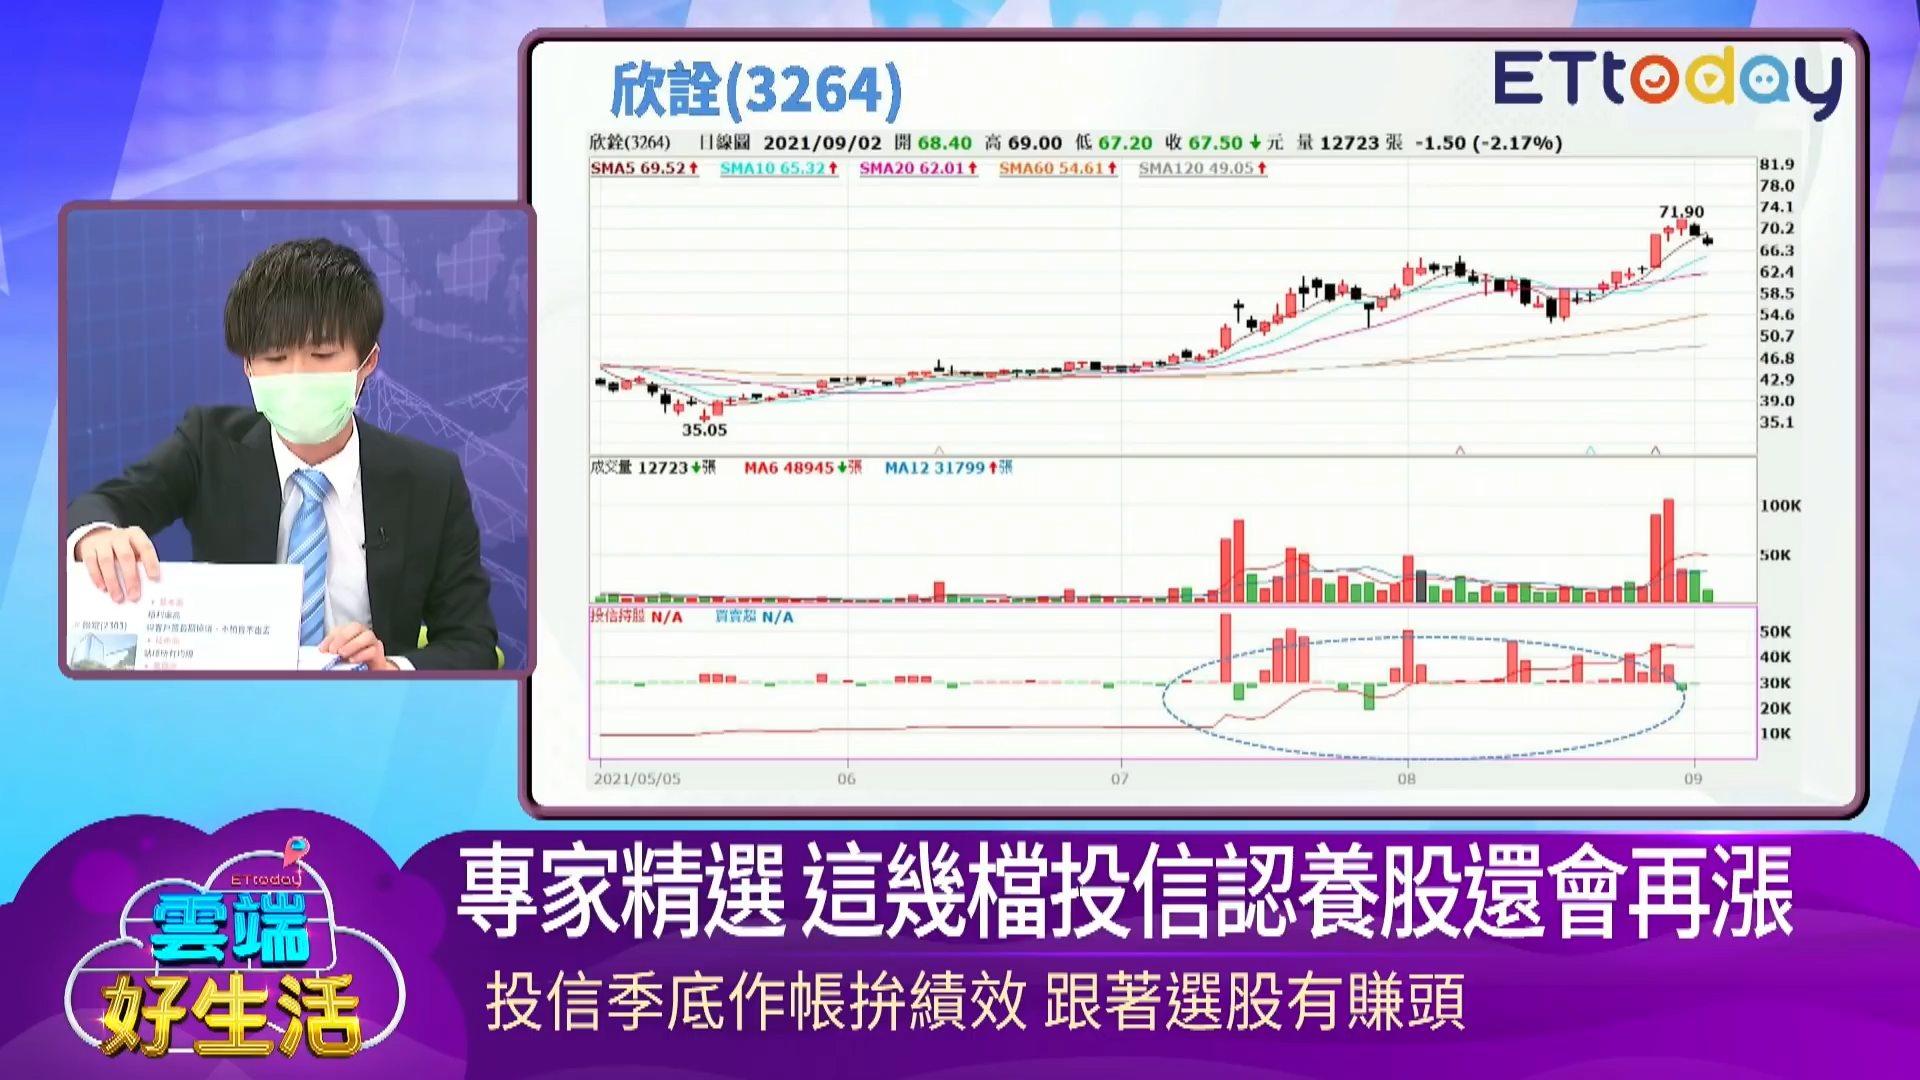 欣詮(3264)
ETtoday
欣銓(3264) 日線圖 2021/09/02 開 68.40 高 69.00 低 67.20 收 67.50↓元 量 12723 張 -1.50 (-2.17%)
SMA5 69.52↑ SMA10 65.32↑ SMA20 62.01↑ SMA60 54.61↑ SMA120 49.05↑
81.9
78.0
74.1
70.2
66.3
62.4
58.5
54.6
50.7
46.8
42.9
39.0
35.1
71.90
35.05
成交量 12723↓張 MA6 48945↓張 MA12 31799↑張
100K
50K
投信持股 N/A 買賣超 N/A
50K
40K
30K
20K
10K
2021/05/05 06 07 08 09
聯電(2303)
ETtoday
雲端
好生活
專家精選 這幾檔投信認養股還會再漲
投信季底作帳拚績效 跟著選股有賺頭